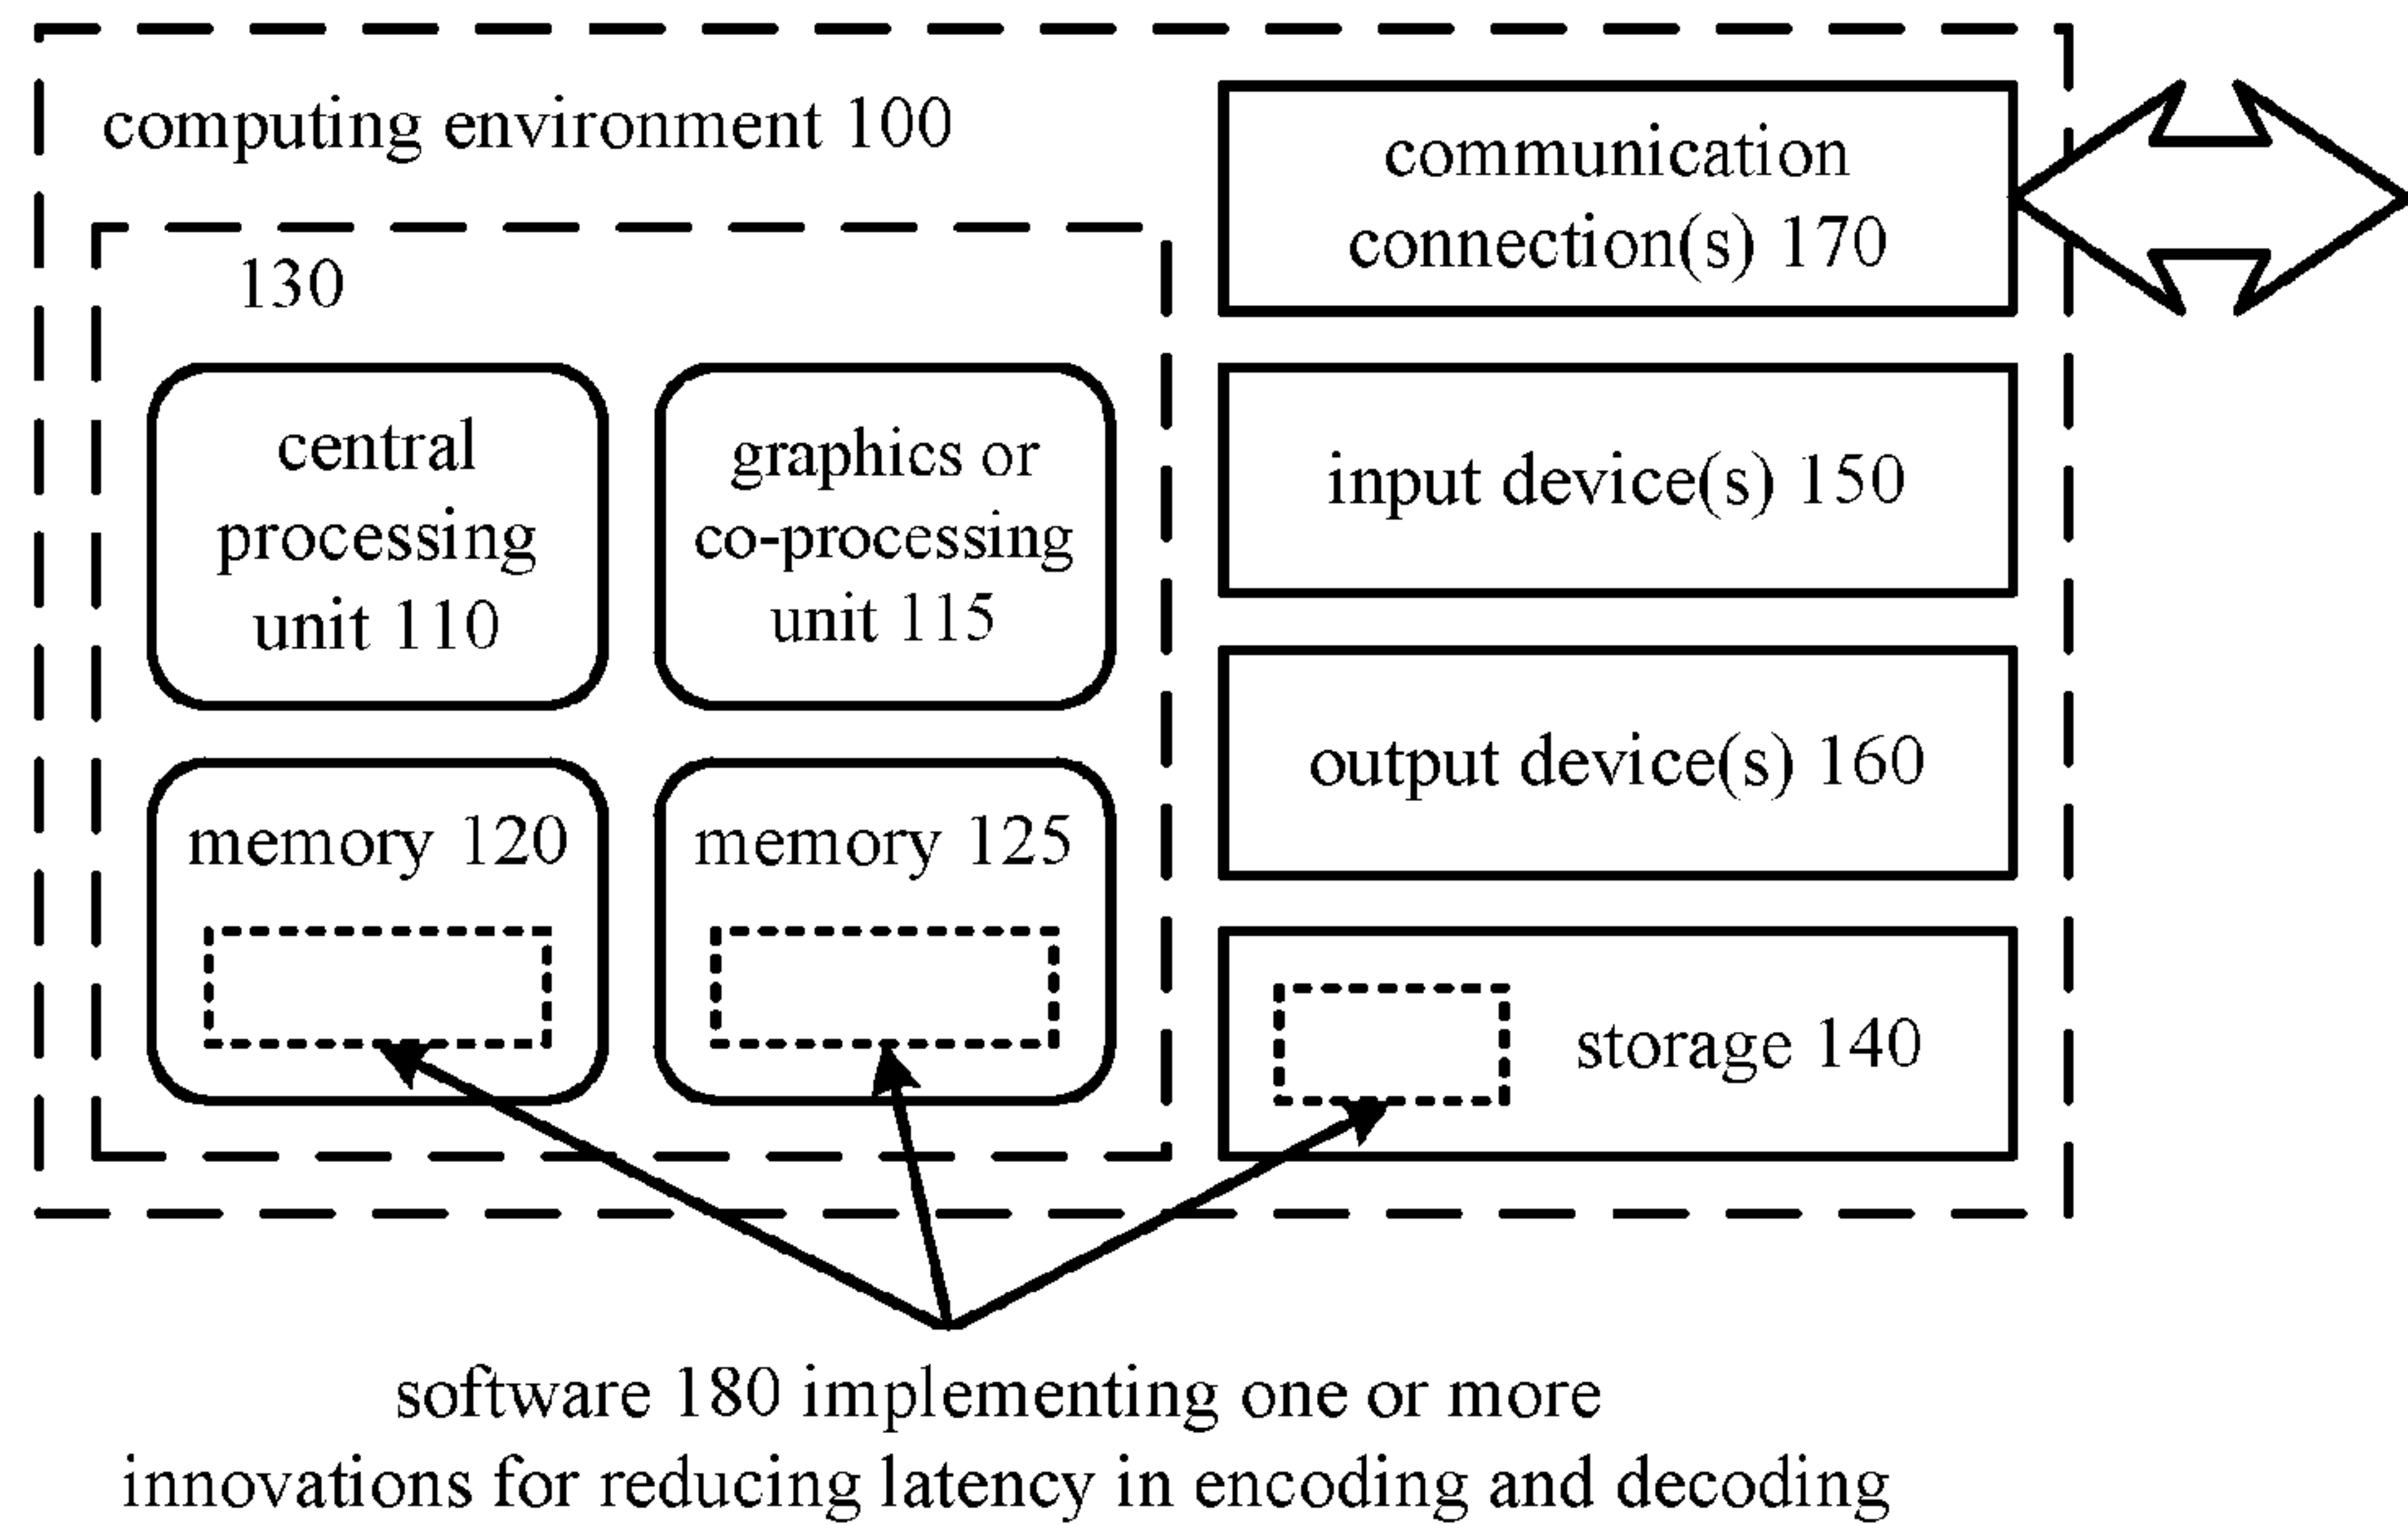 computing environment 100
130
central
processing
unit 110
graphics or
co-processing
unit 115
memory 120
memory 125
communication
connection(s) 170
input device(s) 150
output device(s) 160
storage 140
software 180 implementing one or more
innovations for reducing latency in encoding and decoding